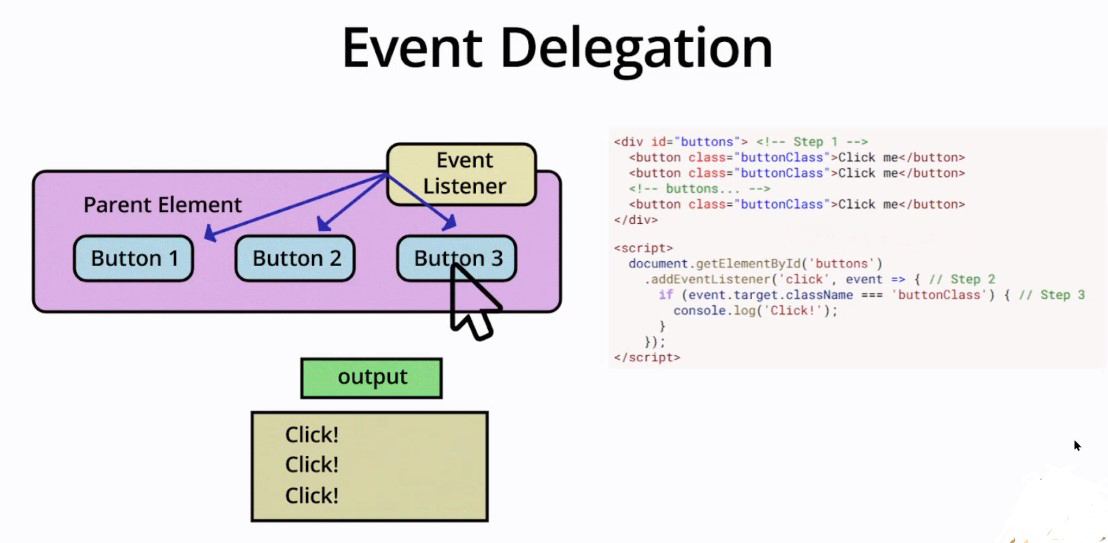 Event Delegation
Event
Listener
Parent Element
Button 1
Button 2
Button 3
output
Click!
Click!
Click!
<div id="buttons"> <!-- Step 1 -->
  <button class="buttonClass">Click me</button>
  <button class="buttonClass">Click me</button>
  <!-- buttons... -->
  <button class="buttonClass">Click me</button>
</div>
<script>
  document.getElementById('buttons')
    .addEventListener('click', event => { // Step 2
      if (event.target.className === 'buttonClass') { // Step 3
        console.log('Click!');
      }
    });
</script>